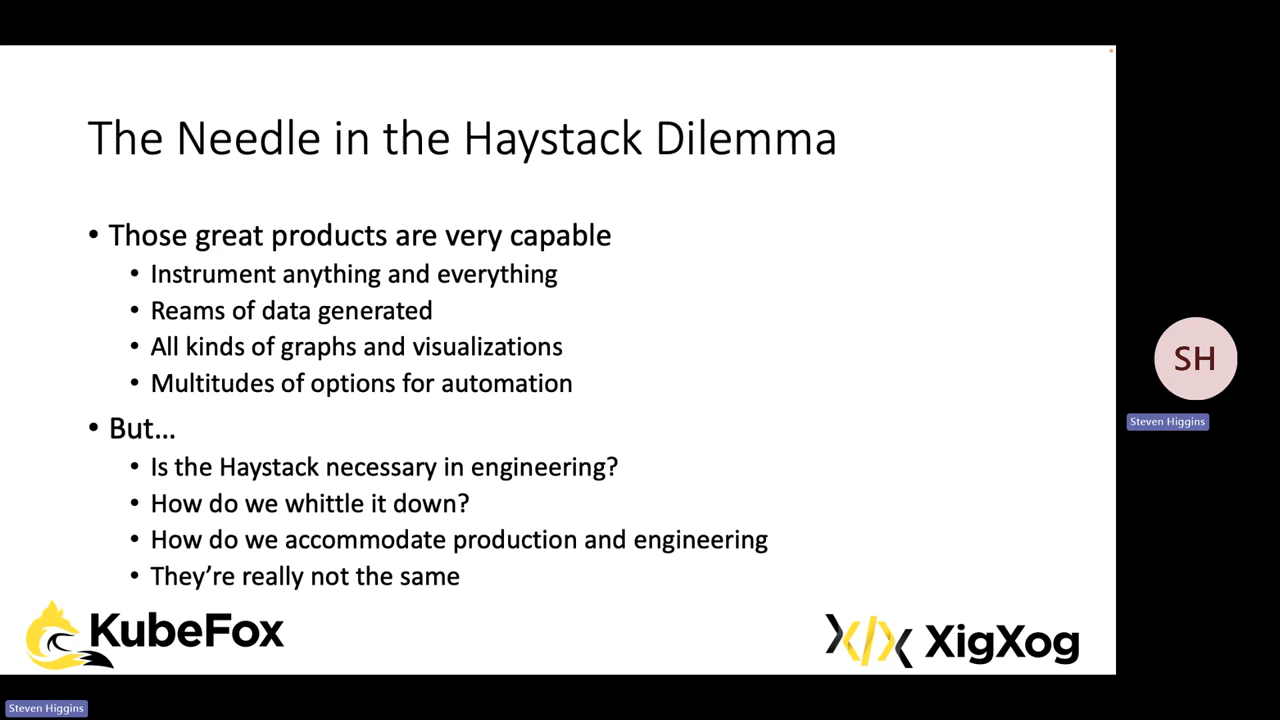 The Needle in the Haystack Dilemma
• Those great products are very capable
• Instrument anything and everything
• Reams of data generated
• All kinds of graphs and visualizations
• Multitudes of options for automation
• But...
• Is the Haystack necessary in engineering?
• How do we whittle it down?
• How do we accommodate production and engineering
• They're really not the same
KubeFox
XigXog
SH
Steven Higgins
Steven Higgins